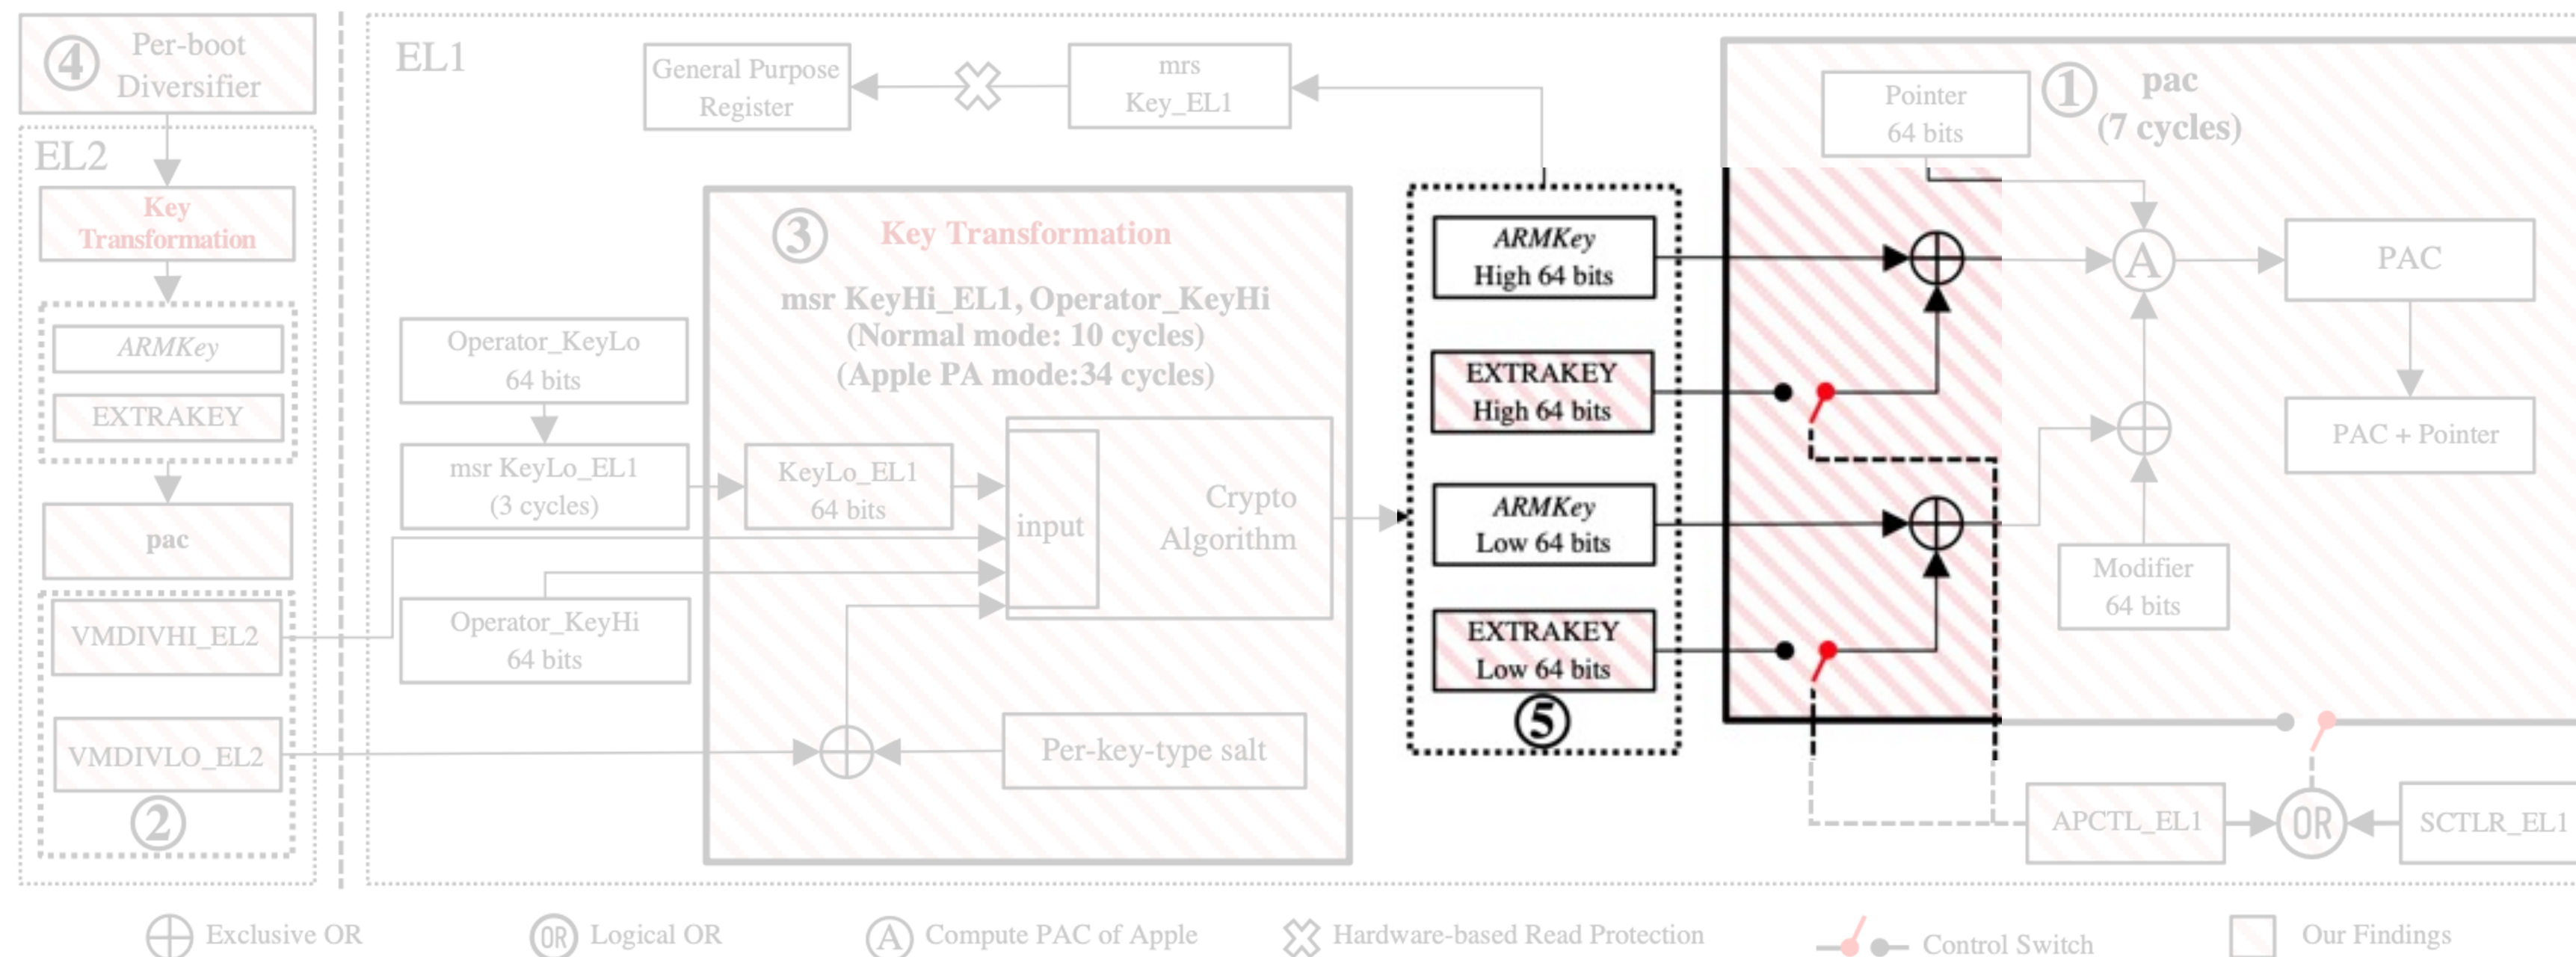 ④ Per-boot
Diversifier
EL2
Key
Transformation
ARMKey
EXTRAKEY
pac
VMDIVHI_EL2
VMDIVLO_EL2
②
EL1
General Purpose
Register
mrs
Key_EL1
Operator_KeyLo
64 bits
msr KeyLo_EL1
(3 cycles)
Operator_KeyHi
64 bits
③ Key Transformation
msr KeyHi_EL1, Operator_KeyHi
(Normal mode: 10 cycles)
(Apple PA mode:34 cycles)
KeyLo_EL1
64 bits
input
Crypto
Algorithm
Per-key-type salt
ARMKey
High 64 bits
EXTRAKEY
High 64 bits
ARMKey
Low 64 bits
EXTRAKEY
Low 64 bits
⑤
Pointer
64 bits
① pac
(7 cycles)
A
PAC
PAC + Pointer
Modifier
64 bits
APCTL_EL1
OR
SCTLR_EL1
Exclusive OR
OR Logical OR
A Compute PAC of Apple
Hardware-based Read Protection
Control Switch
Our Findings